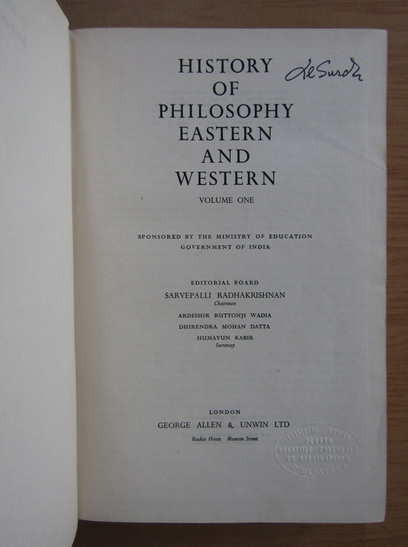 HISTORY
OF
PHILOSOPHY
EASTERN
AND
WESTERN
VOLUME ONE
SPONSORED BY THE MINISTRY OF EDUCATION
GOVERNMENT OF INDIA
EDITORIAL BOARD
SARVEPALLI RADHAKRISHNAN
Chairman
ARDESHIR RUTTONJI WADIA
DHIRENDRA MOHAN DATTA
HUMAYUN KABIR
Secretary
LONDON
GEORGE ALLEN & UNWIN LTD
Ruskin House Museum Street